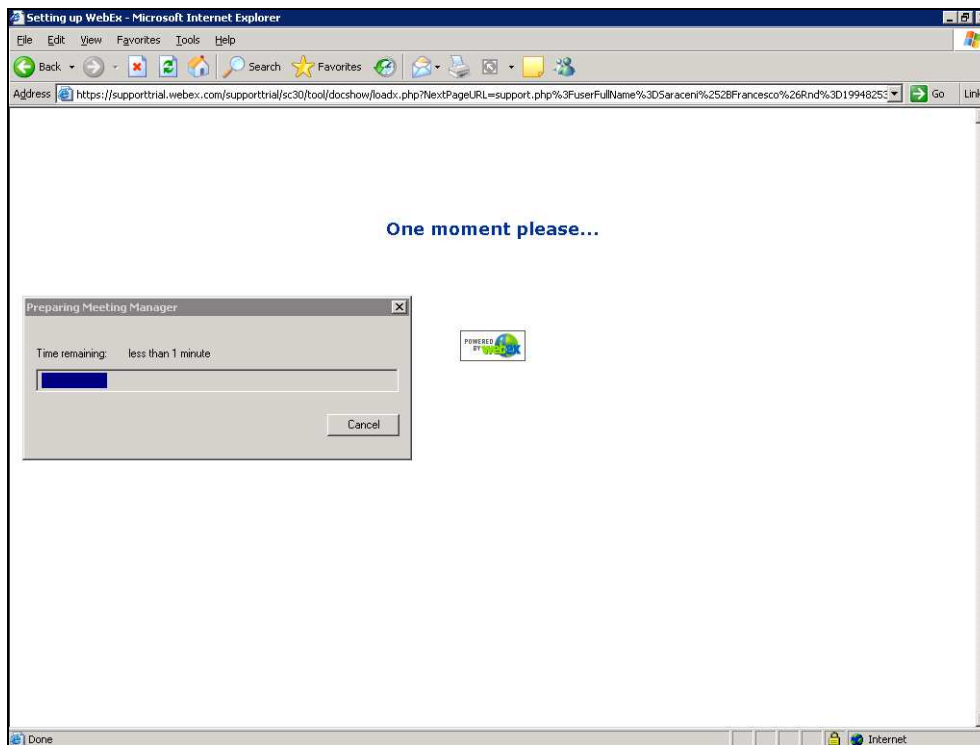 Setting up WebEx - Microsoft Internet Explorer
File Edit View Favorites Tools Help
Back Search Favorites
Address https://supporttrial.webex.com/supporttrial/sc30/tool/docshow/loadx.php?NextPageURL=support.php%3FuserFullName%3DSaraceni%252BFrancesco%26Rnd%3D19948253 Go Link
One moment please...
Preparing Meeting Manager
Time remaining: less than 1 minute
Cancel
POWERED
BY WebEx
Done Internet